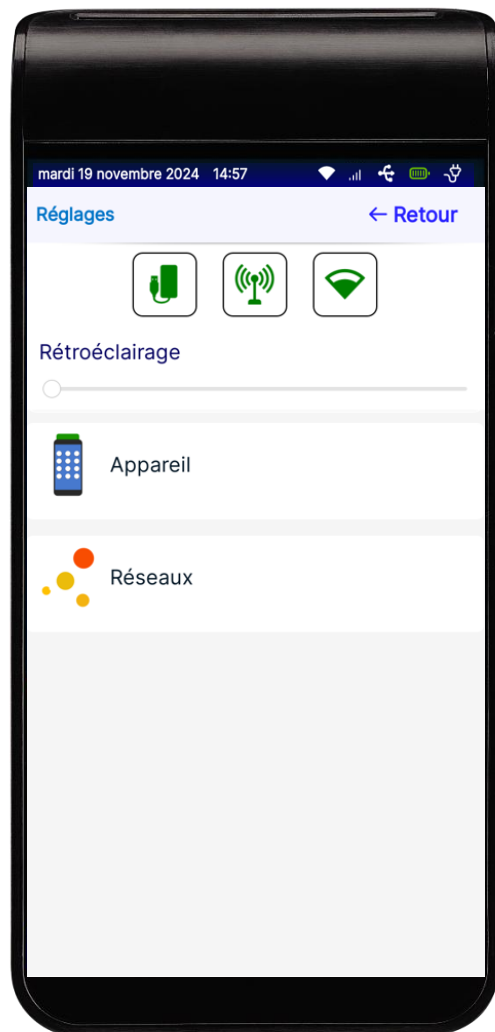 mardi 19 novembre 2024 14:57
Réglages ← Retour
Rétroéclairage
Appareil
Réseaux